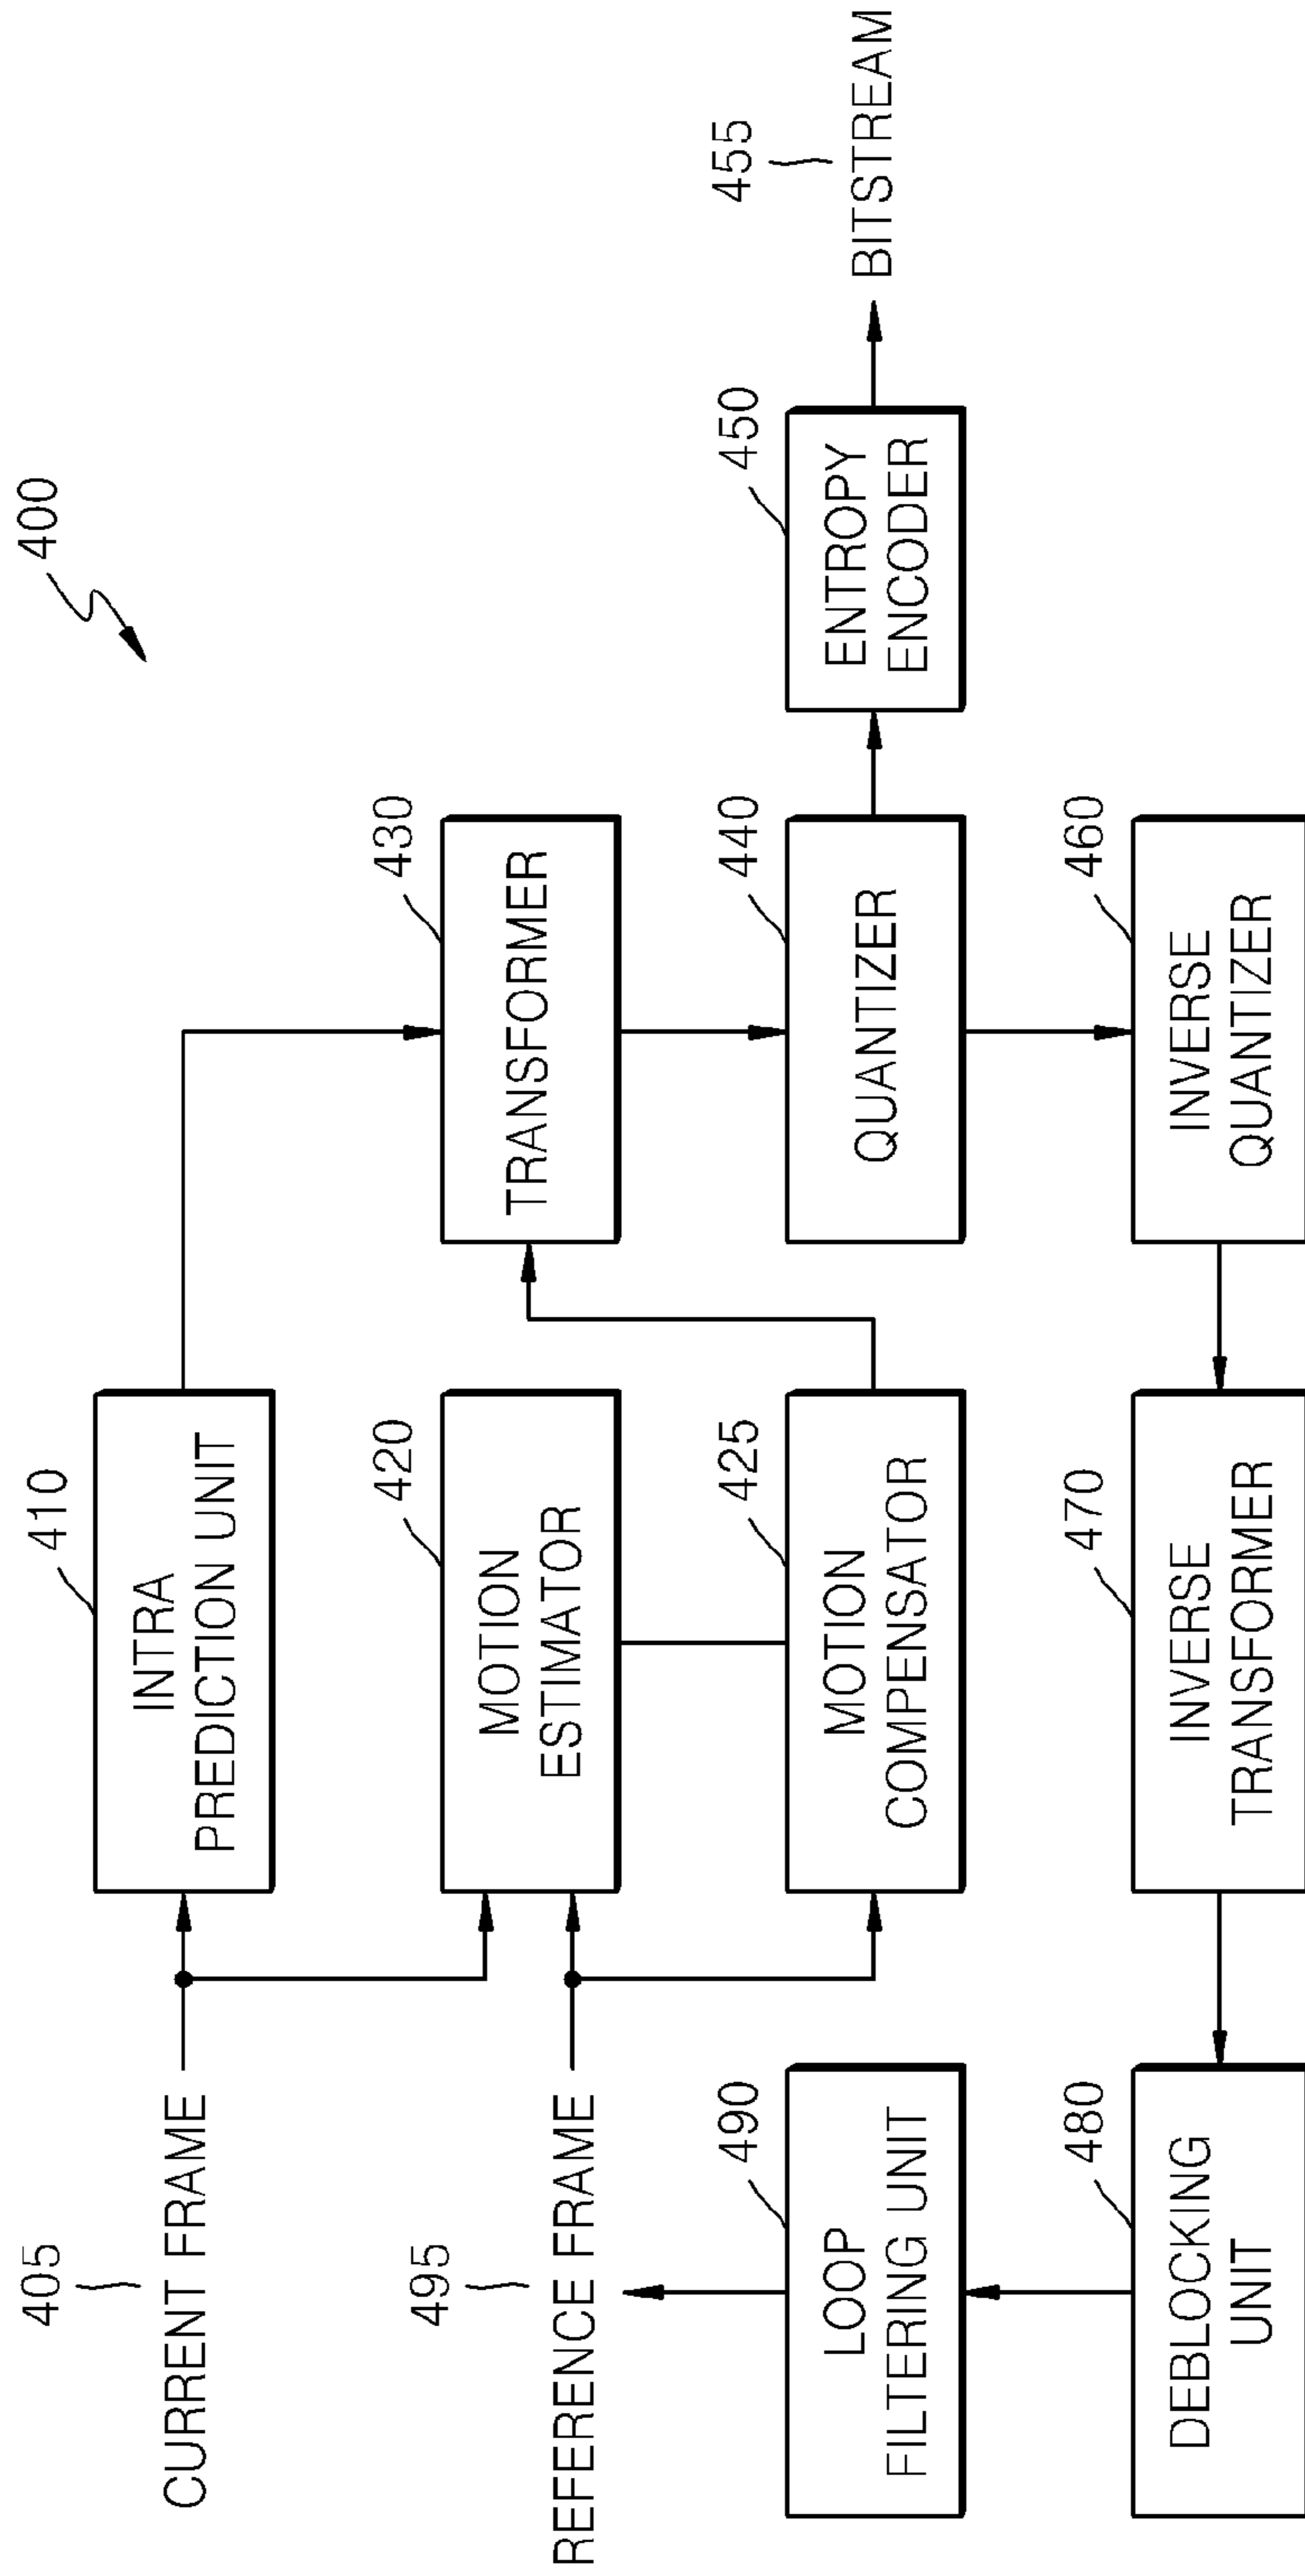 400
405
CURRENT FRAME
410
INTRA
PREDICTION UNIT
495
REFERENCE FRAME
420
MOTION
ESTIMATOR
430
TRANSFORMER
490
LOOP
FILTERING UNIT
425
MOTION
COMPENSATOR
440
QUANTIZER
450
ENTROPY
ENCODER
455
BITSTREAM
480
DEBLOCKING
UNIT
470
INVERSE
TRANSFORMER
460
INVERSE
QUANTIZER